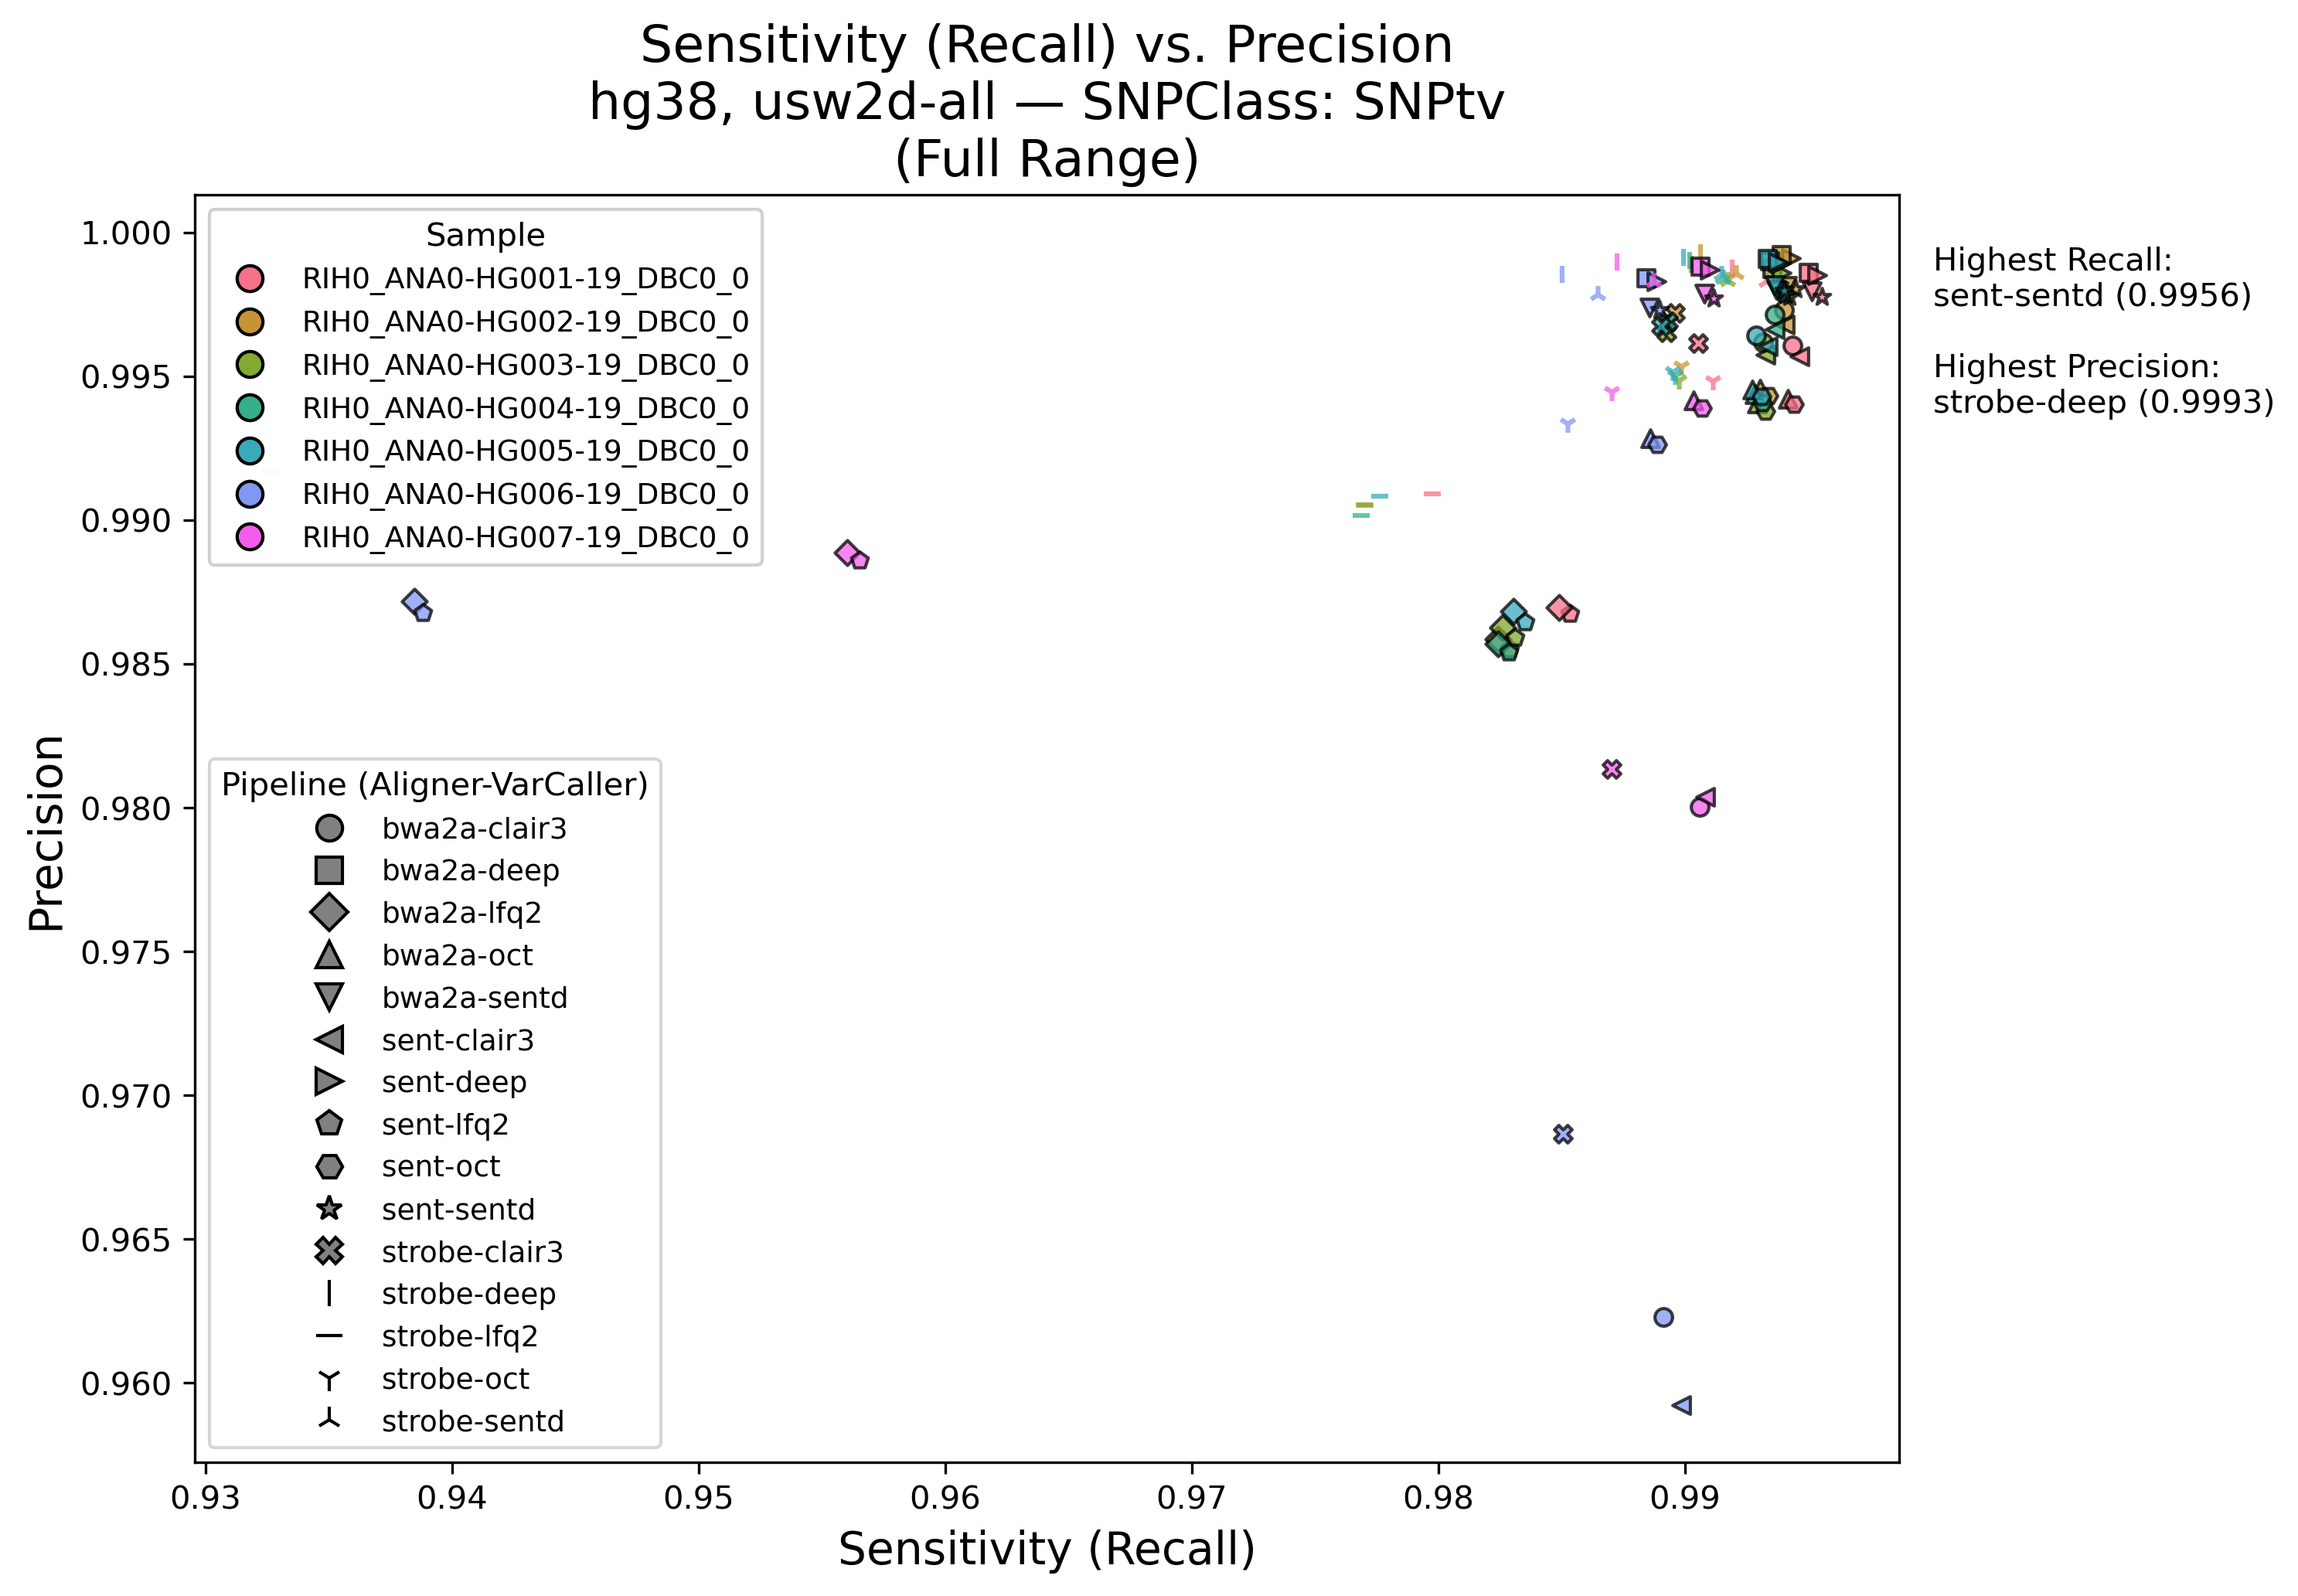 Sensitivity (Recall) vs. Precision
hg38, usw2d-all — SNPClass: SNPtv
(Full Range)
Precision
1.000
0.995
0.990
0.985
0.980
0.975
0.970
0.965
0.960
Sample
RIH0_ANA0-HG001-19_DBC0_0
RIH0_ANA0-HG002-19_DBC0_0
RIH0_ANA0-HG003-19_DBC0_0
RIH0_ANA0-HG004-19_DBC0_0
RIH0_ANA0-HG005-19_DBC0_0
RIH0_ANA0-HG006-19_DBC0_0
RIH0_ANA0-HG007-19_DBC0_0
Pipeline (Aligner-VarCaller)
bwa2a-clair3
bwa2a-deep
bwa2a-lfq2
bwa2a-oct
bwa2a-sentd
sent-clair3
sent-deep
sent-lfq2
sent-oct
sent-sentd
strobe-clair3
strobe-deep
strobe-lfq2
strobe-oct
strobe-sentd
Highest Recall:
sent-sentd (0.9956)
Highest Precision:
strobe-deep (0.9993)
0.93 0.94 0.95 0.96 0.97 0.98 0.99
Sensitivity (Recall)